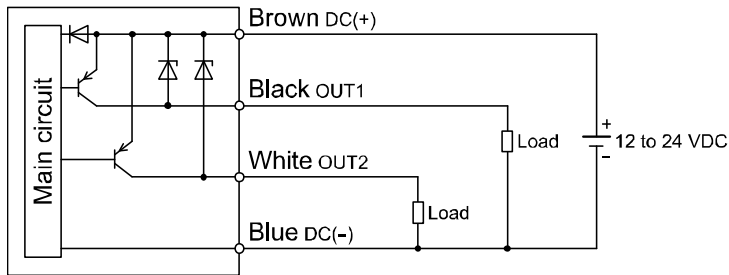 Brown DC(+)
Main circuit
Black OUT1
+
Load
12 to 24 VDC
-
White OUT2
Load
Blue DC(-)